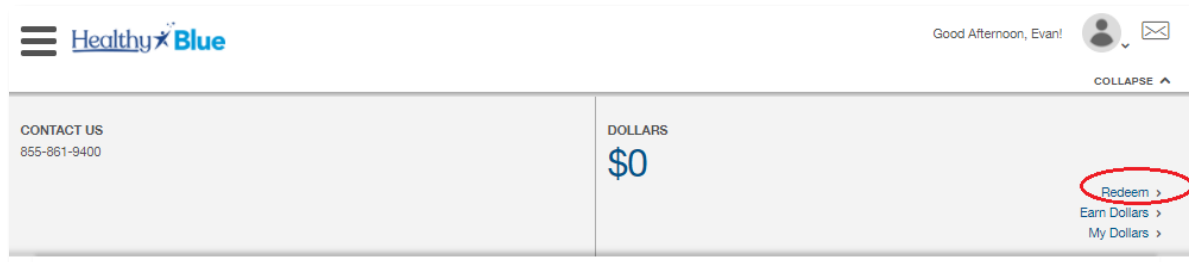 Healthy Blue
Good Afternoon, Evan!
COLLAPSE
CONTACT US
855-861-9400
DOLLARS
$0
Redeem >
Earn Dollars >
My Dollars >